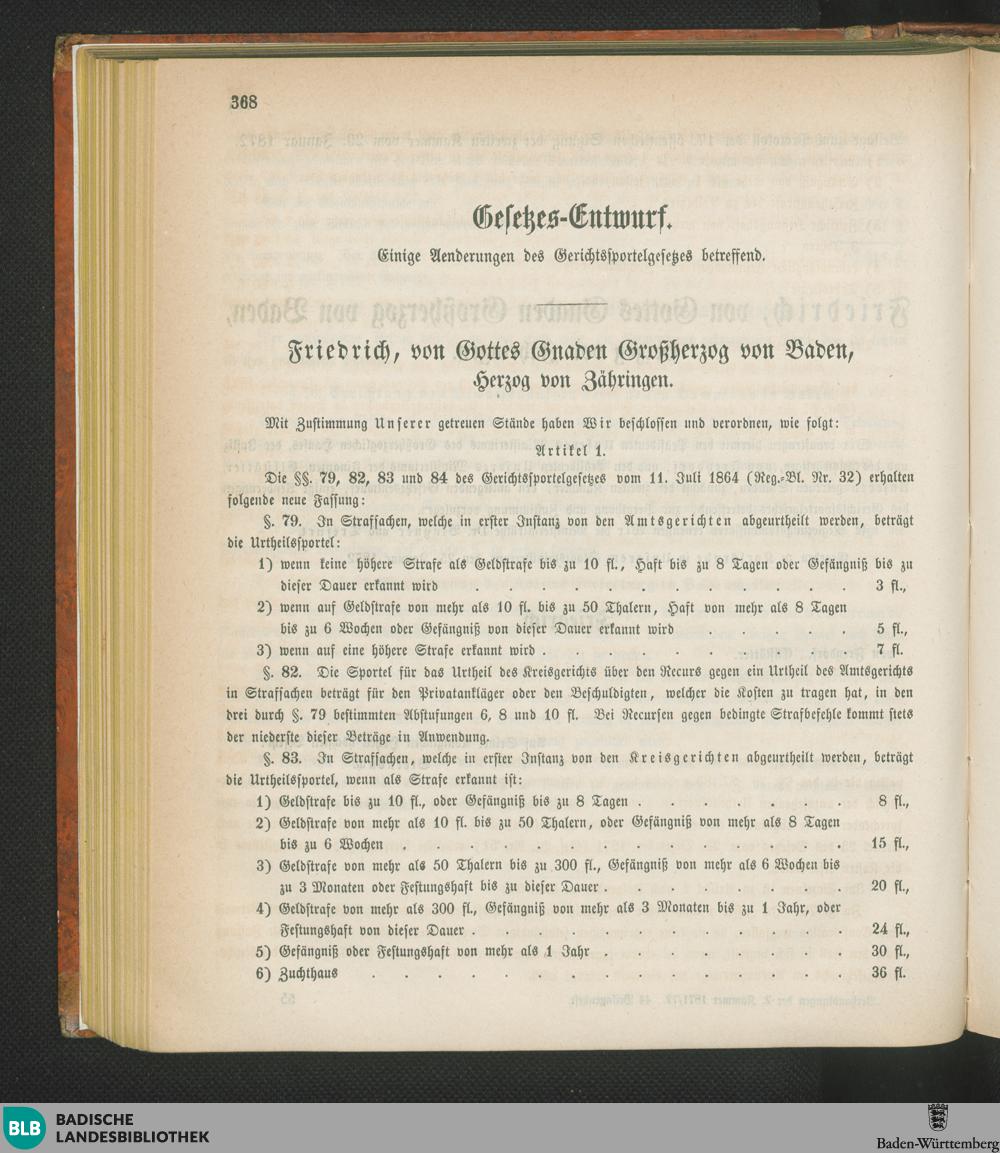 368
Gesetzes-Entwurf.
Einige Aenderungen des Gerichtssportelgesetzes betreffend.
Friedrich, von Gottes Gnaden Großherzog von Baden,
Herzog von Zähringen.
Mit Zustimmung Unserer getreuen Stände haben Wir beschlossen und verordnen, wie folgt:
Artikel 1.
Die §§. 79, 82, 83 und 84 des Gerichtssportelgesetzes vom 11. Juli 1864 (Reg.-Bl. Nr. 32) erhalten
folgende neue Fassung:
§. 79. In Strafsachen, welche in erster Instanz von den Amtsgerichten abgeurtheilt werden, beträgt
die Urtheilssportel:
1) wenn keine höhere Strafe als Geldstrafe bis zu 10 fl., Haft bis zu 8 Tagen oder Gefängniß bis zu
dieser Dauer erkannt wird . . . . . . . . . . . . 3 fl.,
2) wenn auf Geldstrafe von mehr als 10 fl. bis zu 50 Thalern, Haft von mehr als 8 Tagen
bis zu 6 Wochen oder Gefängniß von dieser Dauer erkannt wird . . . . . 5 fl.,
3) wenn auf eine höhere Strafe erkannt wird . . . . . . . . . . 7 fl.
§. 82. Die Sportel für das Urtheil des Kreisgerichts über den Recurs gegen ein Urtheil des Amtsgerichts
in Strafsachen beträgt für den Privatankläger oder den Beschuldigten, welcher die Kosten zu tragen hat, in den
drei durch §. 79 bestimmten Abstufungen 6, 8 und 10 fl. Bei Recursen gegen bedingte Strafbefehle kommt stets
der niederste dieser Beträge in Anwendung.
§. 83. In Strafsachen, welche in erster Instanz von den Kreisgerichten abgeurtheilt werden, beträgt
die Urtheilssportel, wenn als Strafe erkannt ist:
1) Geldstrafe bis zu 10 fl., oder Gefängniß bis zu 8 Tagen . . . . . . . 8 fl.,
2) Geldstrafe von mehr als 10 fl. bis zu 50 Thalern, oder Gefängniß von mehr als 8 Tagen
bis zu 6 Wochen . . . . . . . . . . . . . . 15 fl.,
3) Geldstrafe von mehr als 50 Thalern bis zu 300 fl., Gefängniß von mehr als 6 Wochen bis
zu 3 Monaten oder Festungshaft bis zu dieser Dauer . . . . . . . . 20 fl.,
4) Geldstrafe von mehr als 300 fl., Gefängniß von mehr als 3 Monaten bis zu 1 Jahr, oder
Festungshaft von dieser Dauer . . . . . . . . . . . . 24 fl.,
5) Gefängniß oder Festungshaft von mehr als 1 Jahr . . . . . . . . 30 fl.,
6) Zuchthaus . . . . . . . . . . . . . . . 36 fl.
BLB BADISCHE
LANDESBIBLIOTHEK
Baden-Württemberg